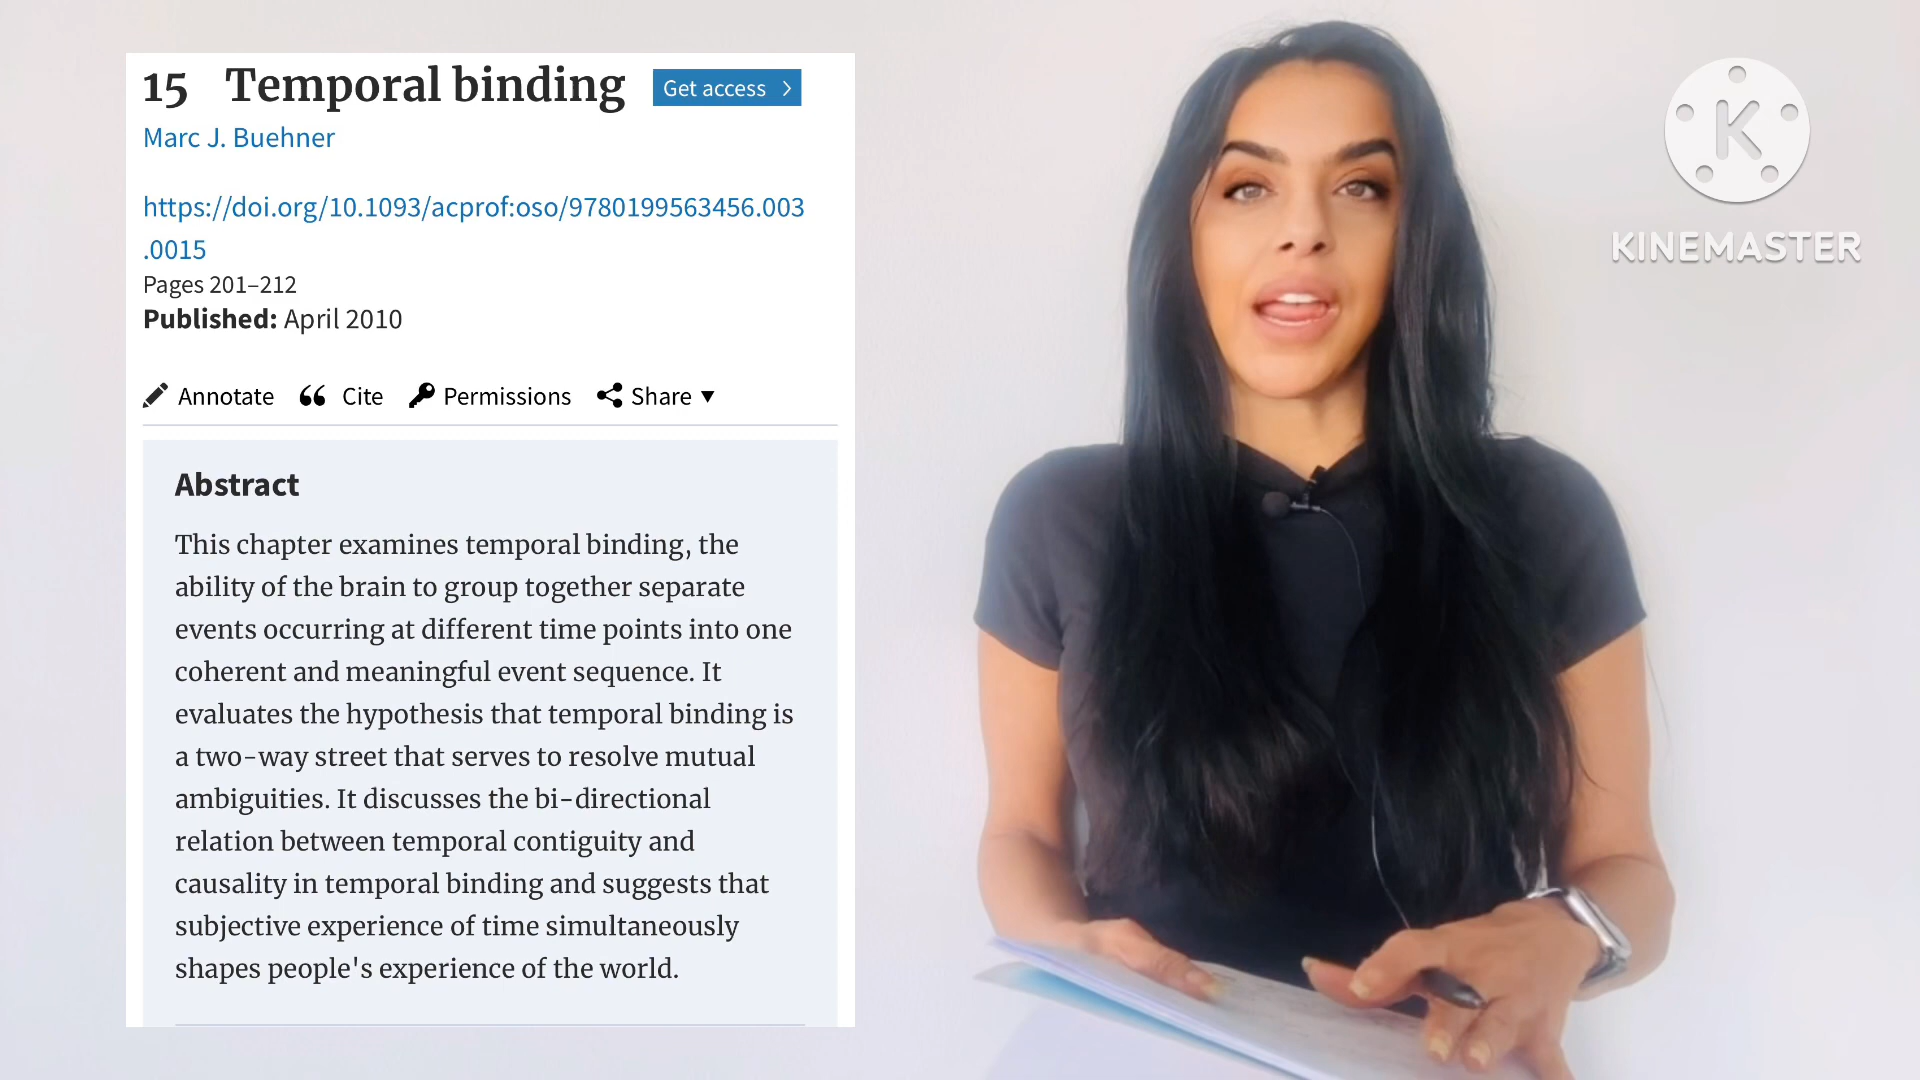 15 Temporal binding Get access
Marc J. Buehner
https://doi.org/10.1093/acprof:oso/9780199563456.003
.0015
Pages 201–212
Published: April 2010
Annotate Cite Permissions Share
Abstract
This chapter examines temporal binding, the
ability of the brain to group together separate
events occurring at different time points into one
coherent and meaningful event sequence. It
evaluates the hypothesis that temporal binding is
a two-way street that serves to resolve mutual
ambiguities. It discusses the bi-directional
relation between temporal contiguity and
causality in temporal binding and suggests that
subjective experience of time simultaneously
shapes people's experience of the world.
K
KINEMASTER